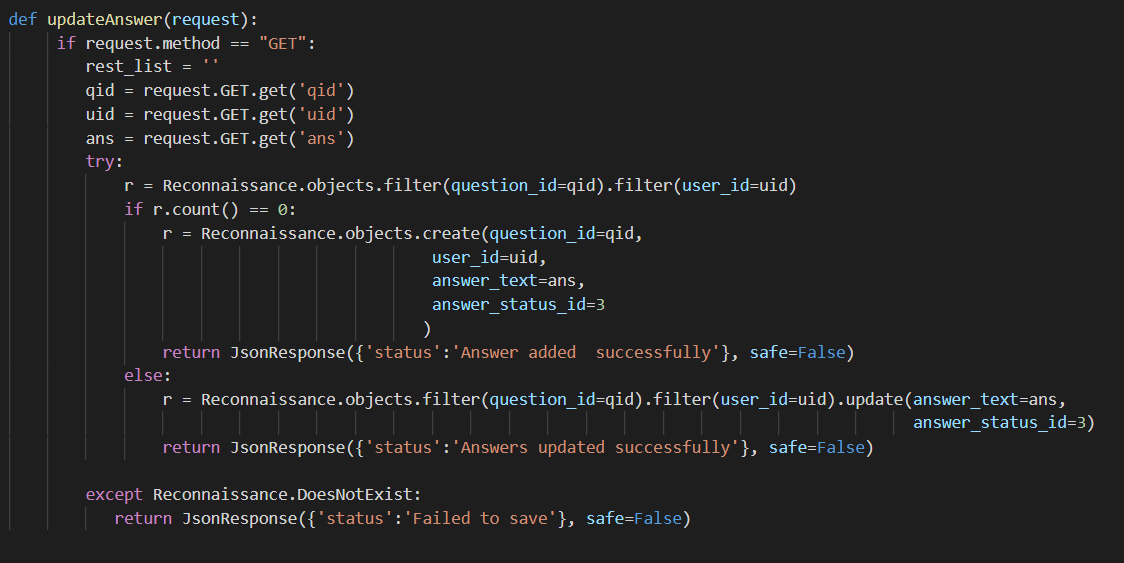 def updateAnswer(request):
if request.method == "GET":
rest_list = ''
qid = request.GET.get('qid')
uid = request.GET.get('uid')
ans = request.GET.get('ans')
try:
r = Reconnaissance.objects.filter(question_id=qid).filter(user_id=uid)
if r.count() == 0:
r = Reconnaissance.objects.create(question_id=qid,
user_id=uid,
answer_text=ans,
answer_status_id=3
)
return JsonResponse({'status':'Answer added  successfully'}, safe=False)
else:
r = Reconnaissance.objects.filter(question_id=qid).filter(user_id=uid).update(answer_text=ans,
answer_status_id=3)
return JsonResponse({'status':'Answers updated successfully'}, safe=False)
except Reconnaissance.DoesNotExist:
return JsonResponse({'status':'Failed to save'}, safe=False)